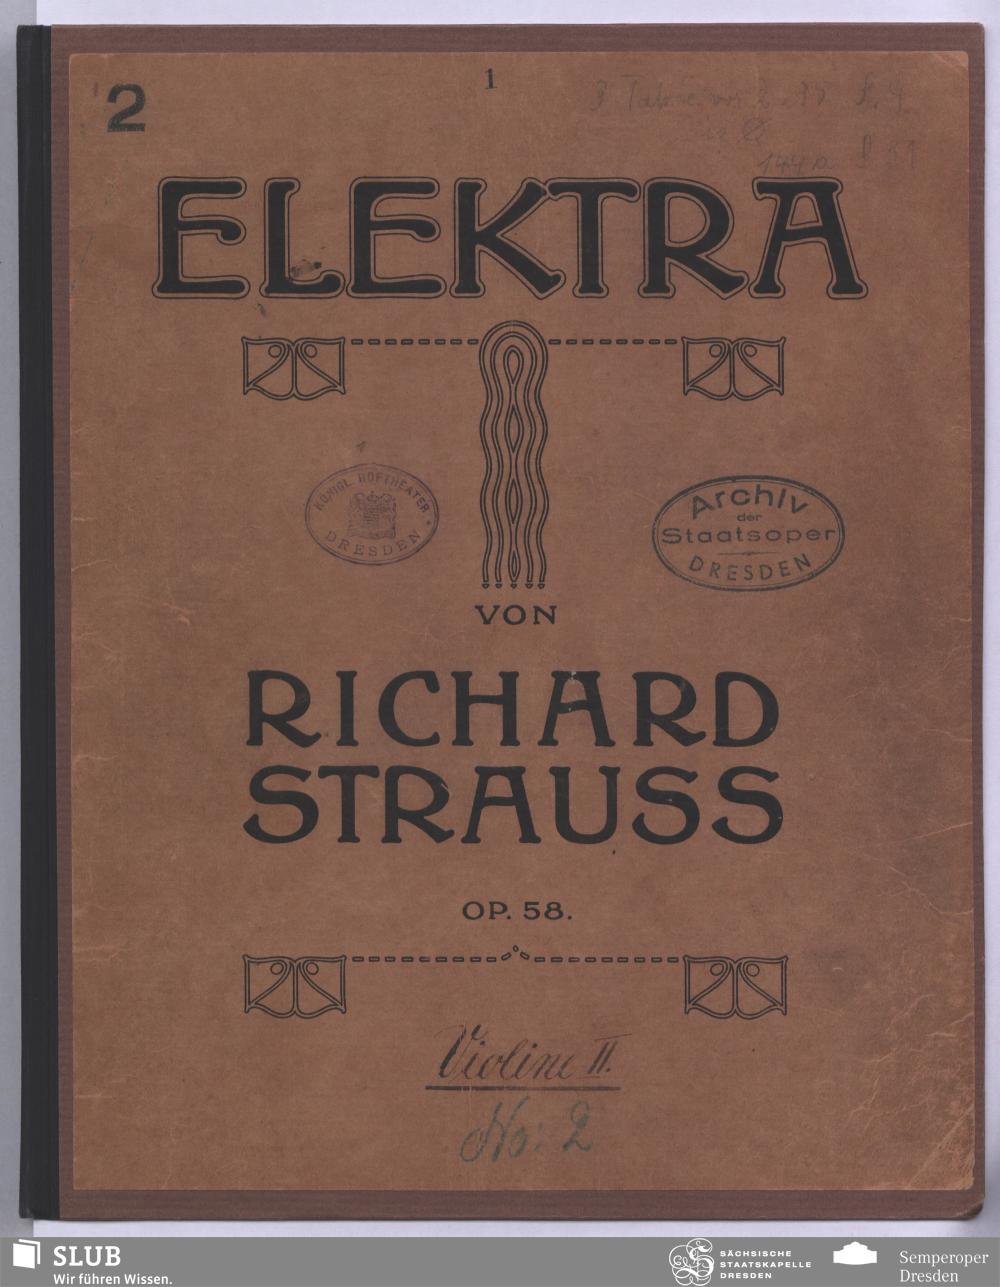 1
2
ELEKTRA
KÖNIGL HOFTHEATER
DRESDEN
Archiv
der
Staatsoper
DRESDEN
VON
RICHARD
STRAUSS
OP. 58.
Violine II.
No: 2
SLUB
Wir führen Wissen.
SÄCHSISCHE
STAATSKAPELLE
DRESDEN
Semperoper
Dresden